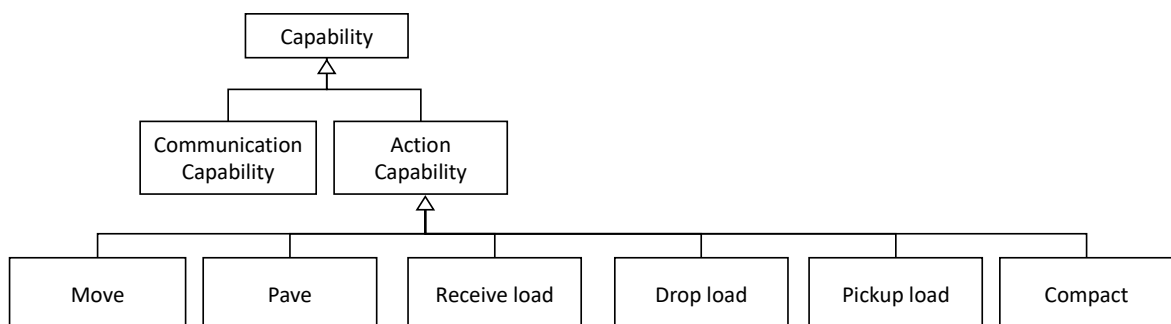 Capability
Communication
Capability
Action
Capability
Move
Pave
Receive load
Drop load
Pickup load
Compact